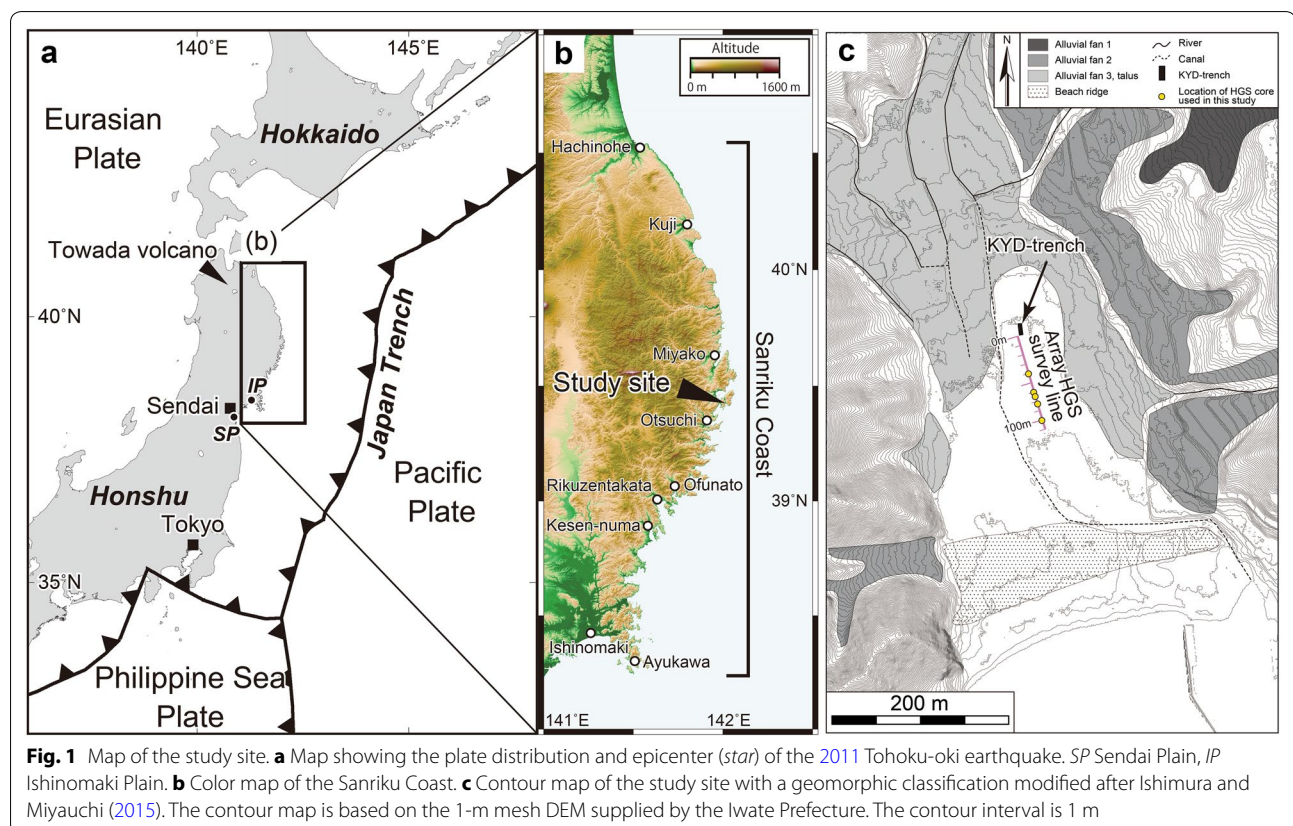 a
140˚E
145˚E
Eurasian
Plate
Hokkaido
Towada volcano
(b)
40˚N
IP
Sendai
SP
Japan Trench
Pacific
Plate
Honshu
Tokyo
35˚N
Philippine Sea
Plate
b
Altitude
0 m
1600 m
Hachinohe
Kuji
40˚N
Miyako
Study site
Otsuchi
Sanriku Coast
Rikuzentakata
Ofunato
39˚N
Kesen-numa
Ishinomaki
Ayukawa
141˚E
142˚E
c
N
Alluvial fan 1
Alluvial fan 2
Alluvial fan 3, talus
Beach ridge
River
Canal
KYD-trench
Location of HGS core
used in this study
KYD-trench
0m
Array-HGS
survey line
100m
200 m
Fig. 1 Map of the study site. a Map showing the plate distribution and epicenter (star) of the 2011 Tohoku-oki earthquake. SP Sendai Plain, IP
Ishinomaki Plain. b Color map of the Sanriku Coast. c Contour map of the study site with a geomorphic classification modified after Ishimura and
Miyauchi (2015). The contour map is based on the 1-m mesh DEM supplied by the Iwate Prefecture. The contour interval is 1 m